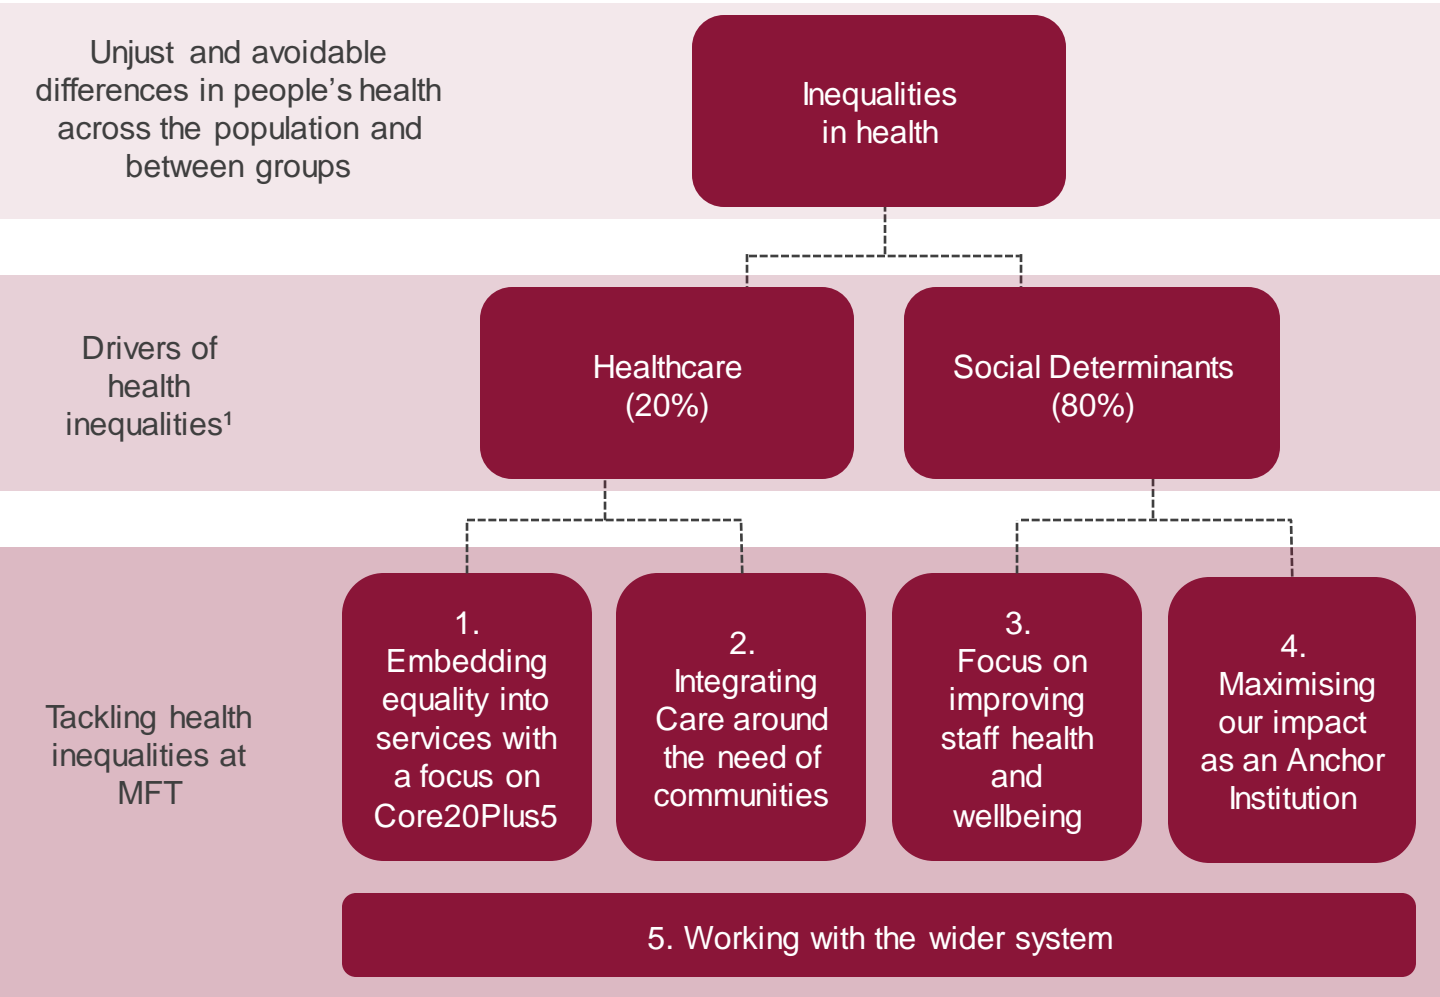 Unjust and avoidable
differences in people’s health
across the population and
between groups
Inequalities
in health
Drivers of
health
inequalities¹
Healthcare
(20%)
Social Determinants
(80%)
Tackling health
inequalities at
MFT
1.
Embedding
equality into
services with
a focus on
Core20Plus5
2.
Integrating
Care around
the need of
communities
3.
Focus on
improving
staff health
and
wellbeing
4.
Maximising
our impact
as an Anchor
Institution
5. Working with the wider system